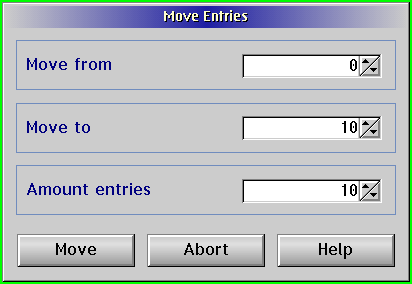 Move Entries
Move from 0
Move to 10
Amount entries 10
Move Abort Help